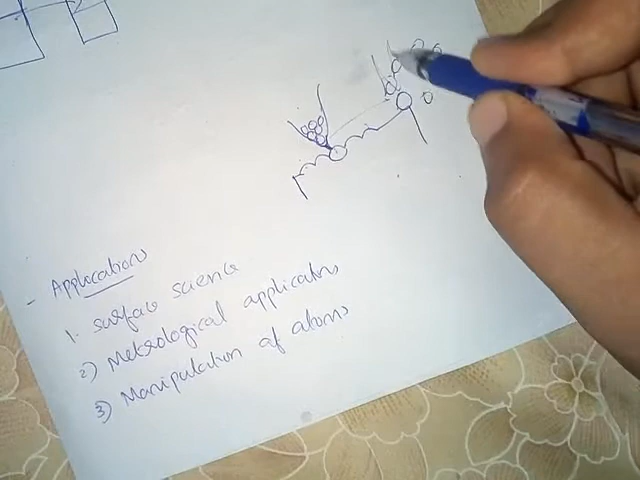 - Applications
1. Surface science
2) Metrological applications
3) Manipulation of atoms